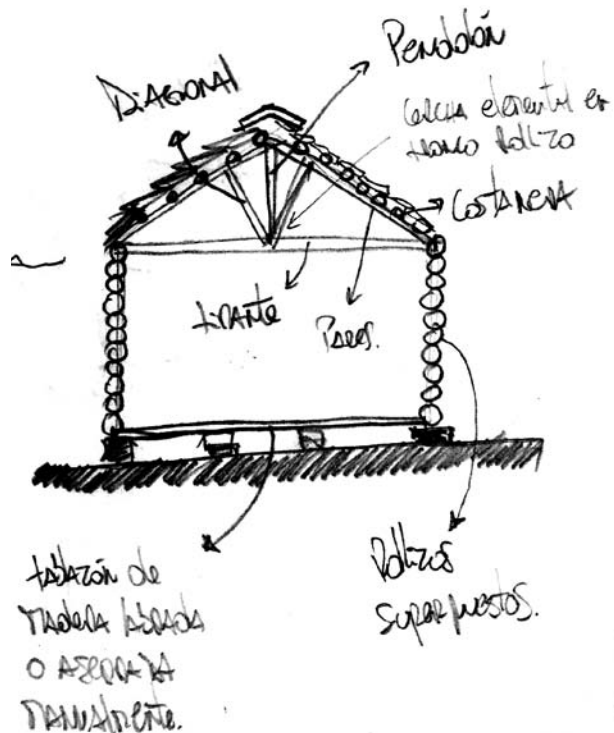 Pendolón
Diagonal
cercha elemental en
tronco rollizo
Costanera
tirante
Pares.
tablazón de
madera labrada
o aserrada
manualmente.
Rollizos
superpuestos.